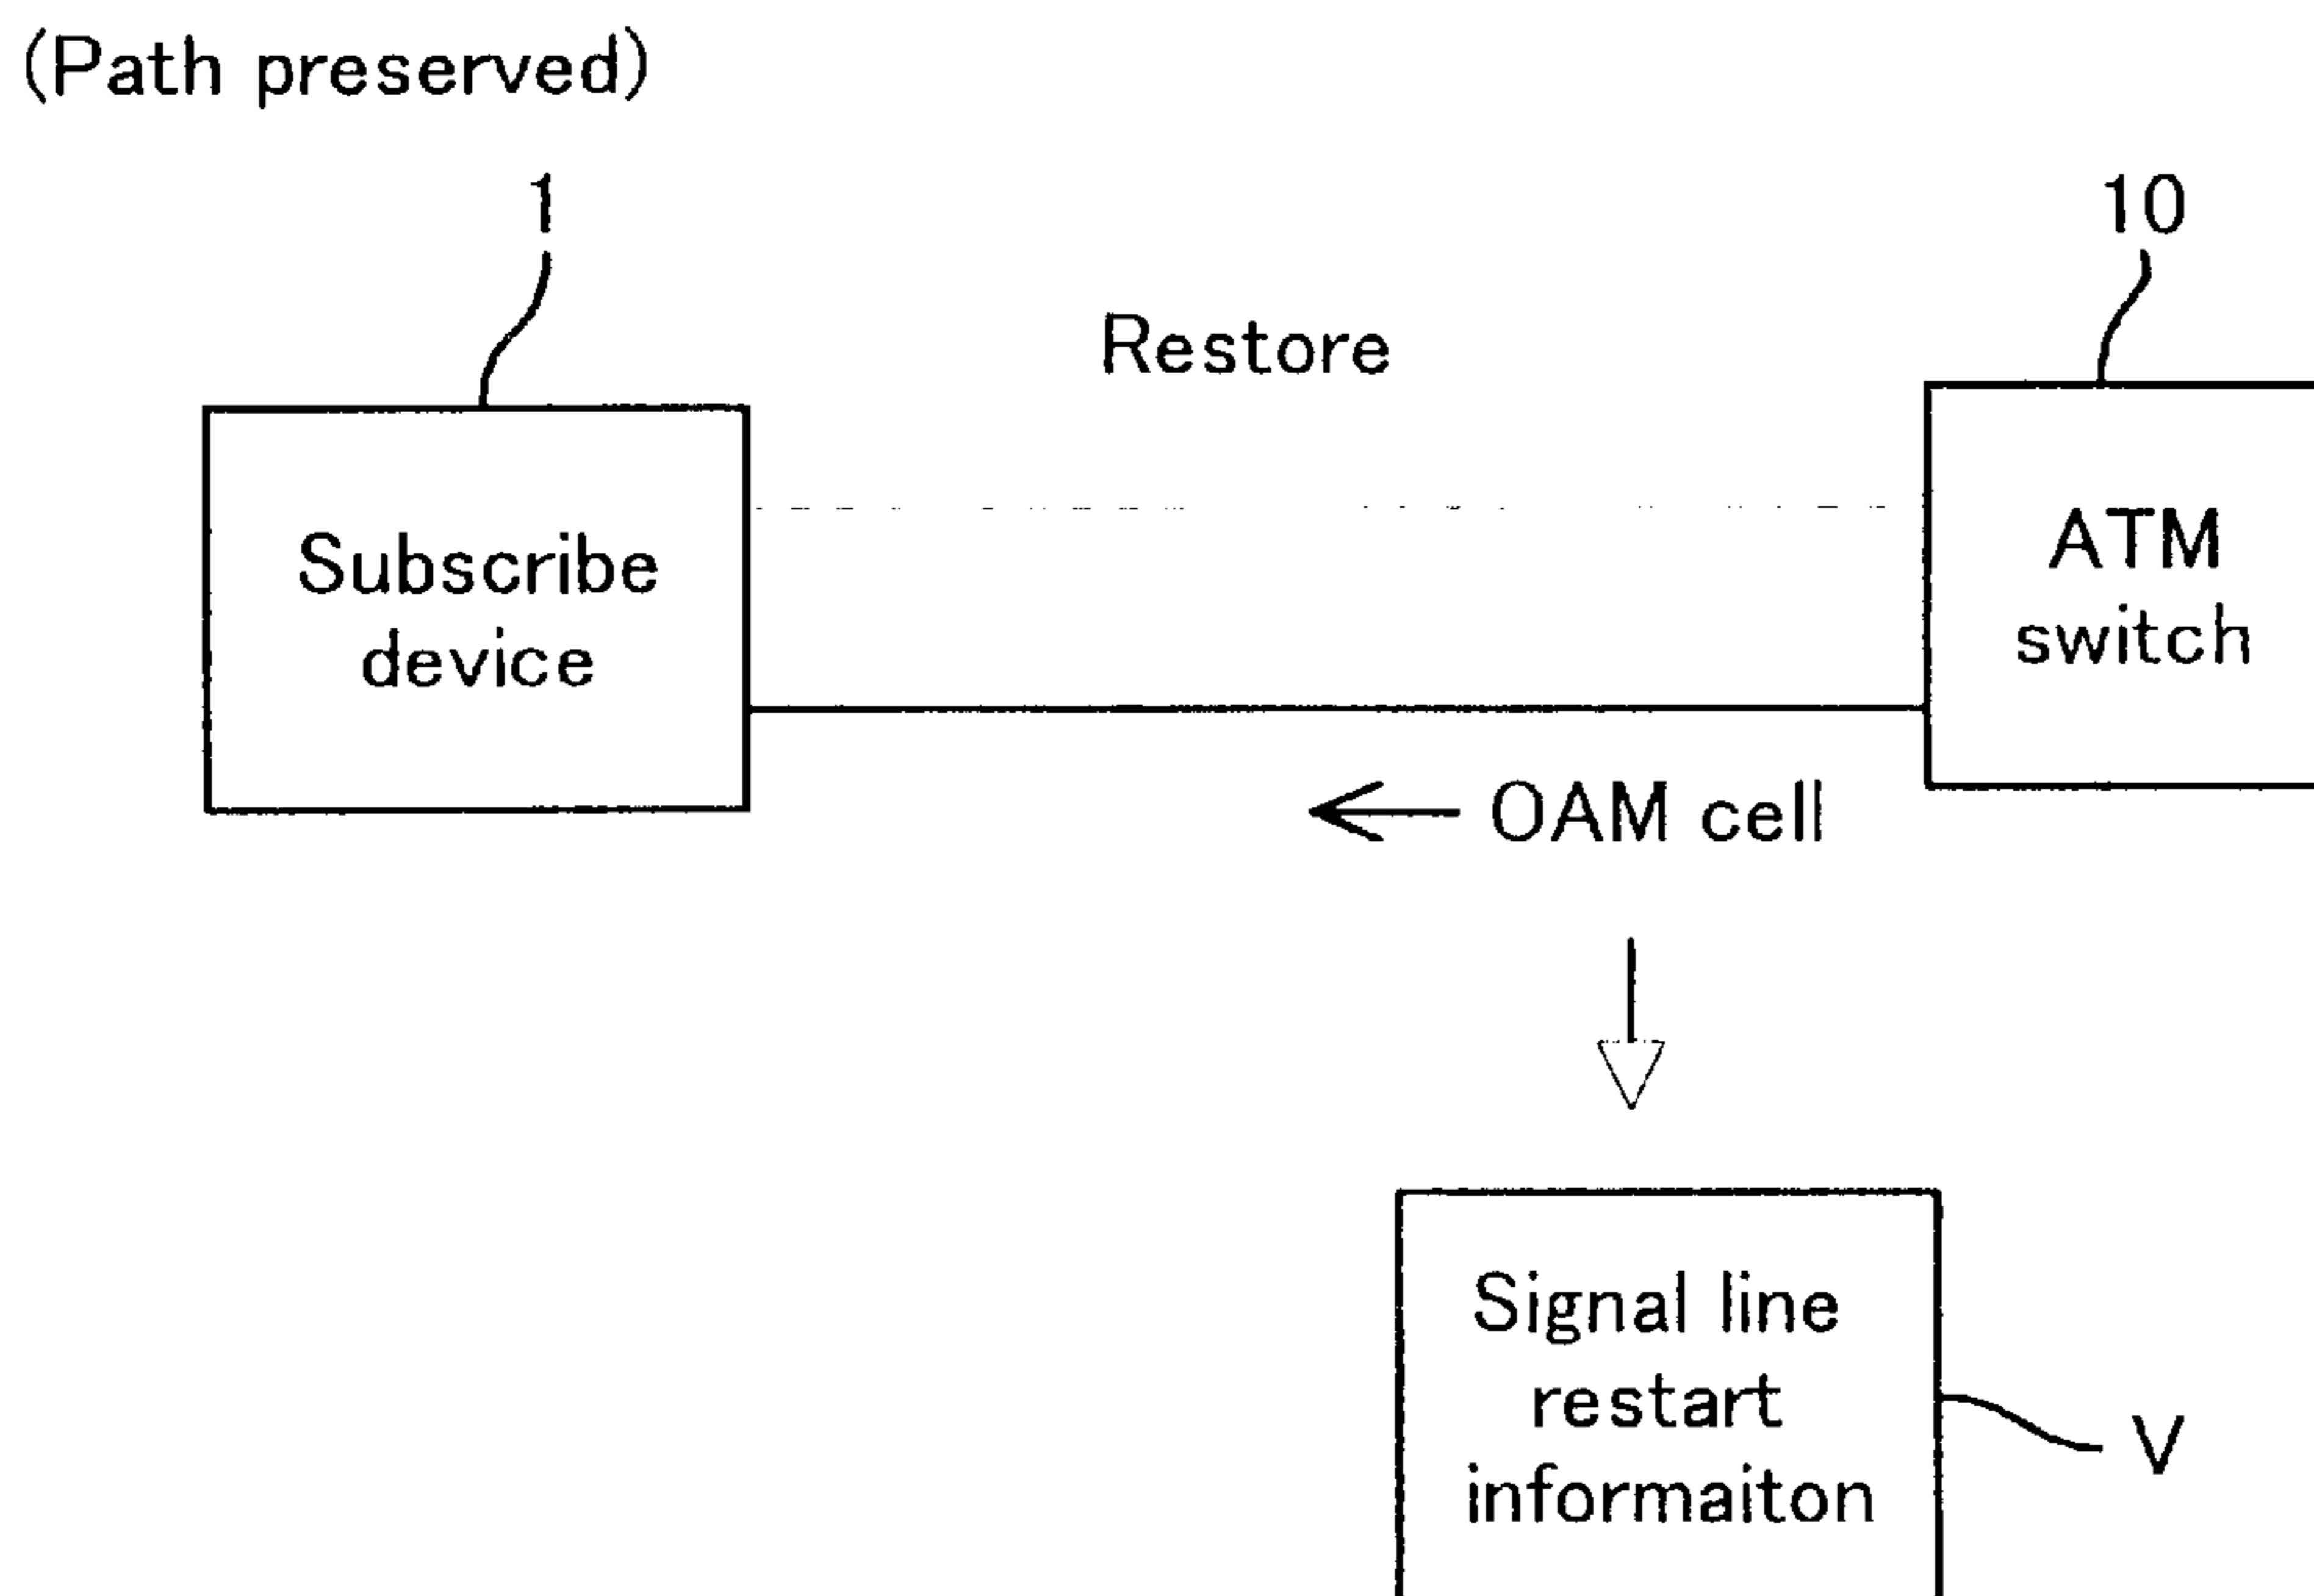 (Path preserved)
1
10
Restore
Subscribe
device
ATM
switch
OAM cell
Signal line
restart
informaiton
V